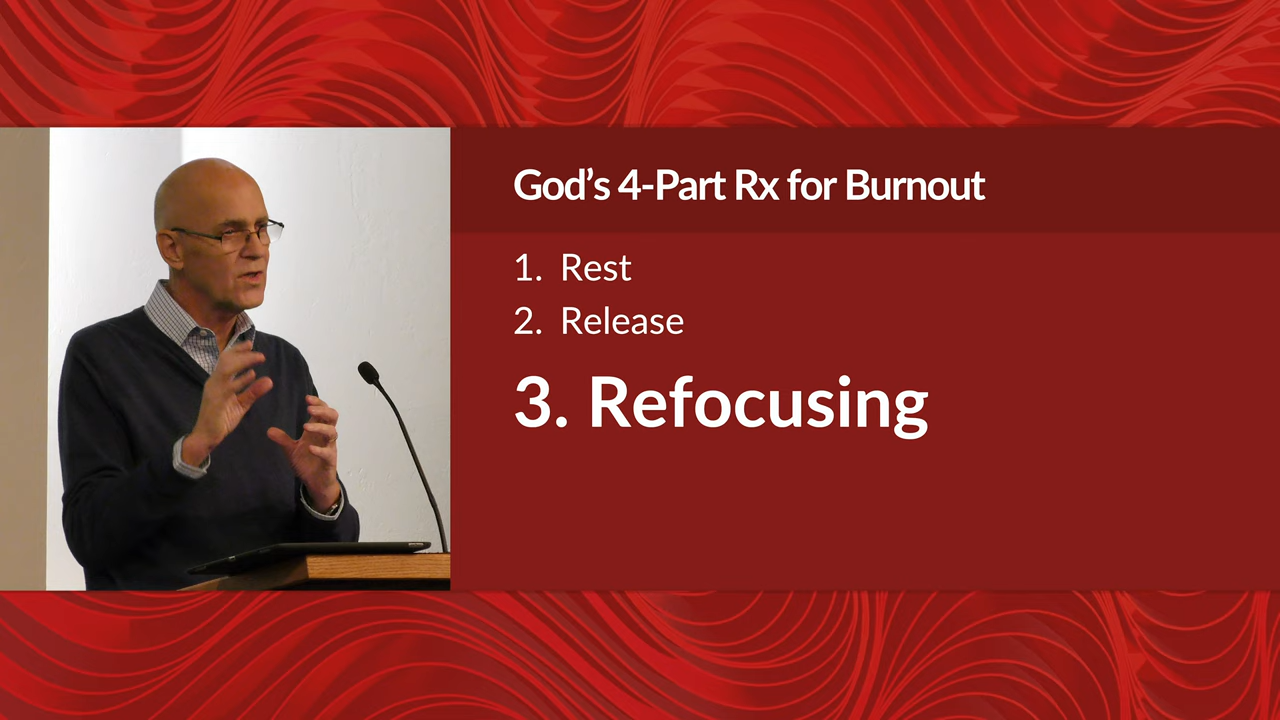 God’s 4-Part Rx for Burnout
1. Rest
2. Release
3. Refocusing